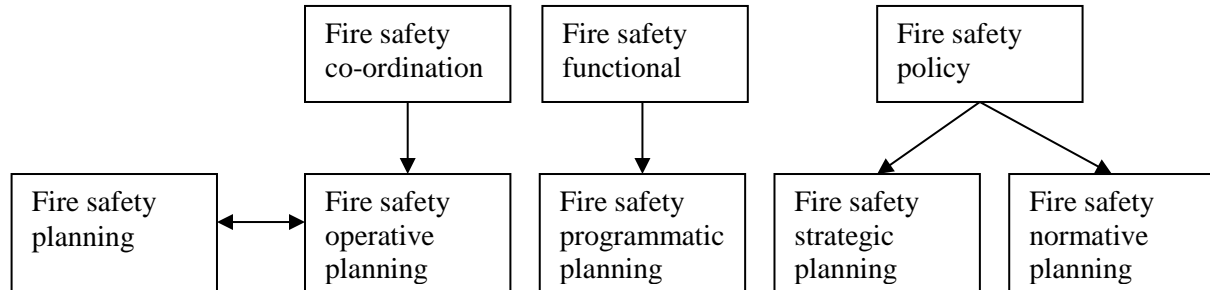 Fire safety
co-ordination
Fire safety
functional
Fire safety
policy
Fire safety
planning
Fire safety
operative
planning
Fire safety
programmatic
planning
Fire safety
strategic
planning
Fire safety
normative
planning